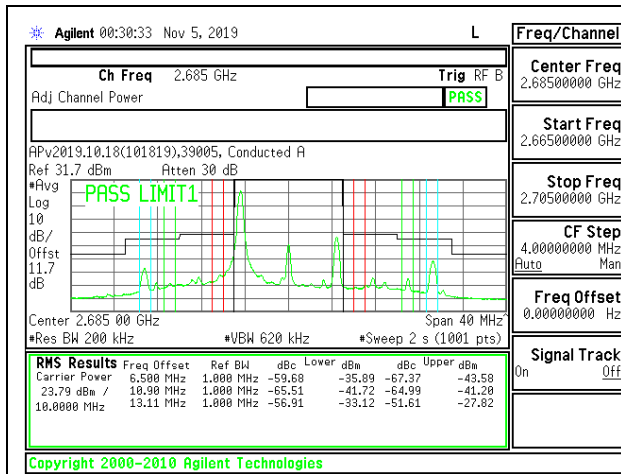 Agilent 00:30:33 Nov 5, 2019 L
Ch Freq 2.685 GHz Trig RF B
Adj Channel Power PASS
APv2019.10.18(101819),39005, Conducted A
Ref 31.7 dBm Atten 30 dB
#Avg
Log
10
dB/
Offst
11.7
dB
PASS LIMIT1
Center 2.685 00 GHz Span 40 MHz
#Res BW 200 kHz #VBW 620 kHz #Sweep 2 s (1001 pts)
RMS Results Freq Offset Ref BW dBc Lower dBm dBc Upper dBm
Carrier Power 6.500 MHz 1.000 MHz -59.68 -35.89 -67.37 -43.58
23.79 dBm / 10.90 MHz 1.000 MHz -65.51 -41.72 -64.99 -41.20
10.0000 MHz 13.11 MHz 1.000 MHz -56.91 -33.12 -51.61 -27.82
Copyright 2000-2010 Agilent Technologies
Freq/Channel
Center Freq
2.68500000 GHz
Start Freq
2.66500000 GHz
Stop Freq
2.70500000 GHz
CF Step
4.00000000 MHz
Auto Man
Freq Offset
0.00000000 Hz
Signal Track
On Off